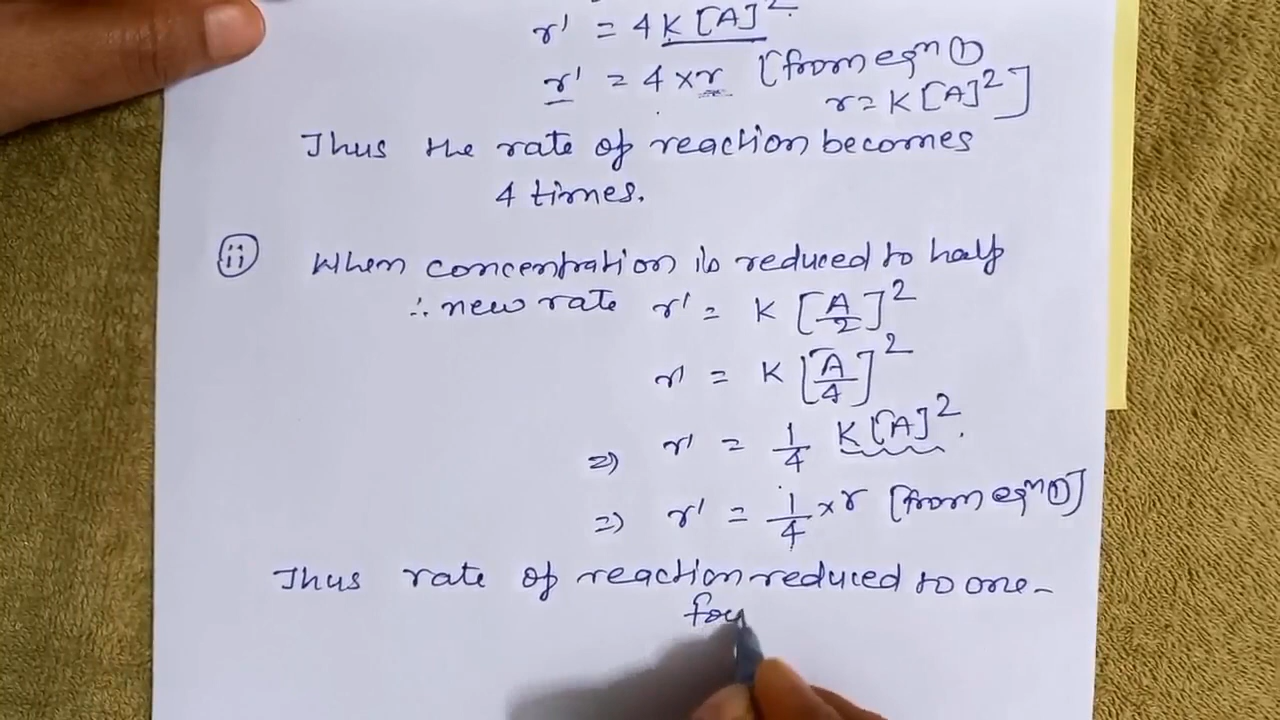 r' = 4 K [A]²
r' = 4 × r [from eqⁿ ①
r = K [A]² ]
Thus the rate of reaction becomes
4 times.
(ii) When concentration is reduced to half
∴ new rate r' = K [A/2]²
r' = K [A/4]²
=) r' = 1/4 K [A]².
=) r' = 1/4 × r [from eqⁿ ①]
Thus rate of reaction reduced to one-
fou